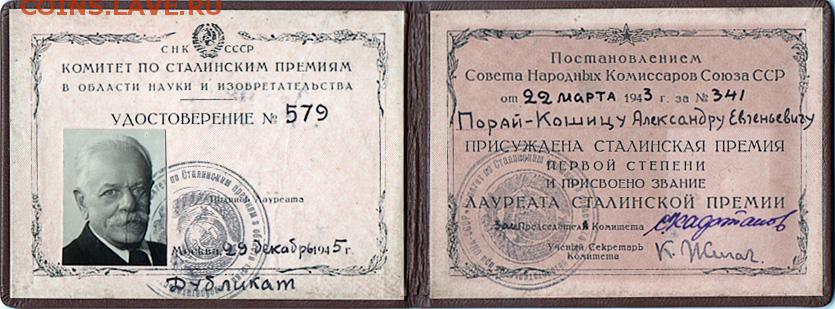 COINS.ЛАВЕ.RU
СНК СССР
КОМИТЕТ ПО СТАЛИНСКИМ ПРЕМИЯМ
В ОБЛАСТИ НАУКИ И ИЗОБРЕТАТЕЛЬСТВА
УДОСТОВЕРЕНИЕ № 579
Подпись Лауреата
Москва, 29 декабры 1945 г.
Дубликат
Постановлением
Совета Народных Комиссаров Союза ССР
от 22 марта 1943 г. за № 341
Порай-Кошицу Александру Евгеньевичу
ПРИСУЖДЕНА СТАЛИНСКАЯ ПРЕМИЯ
ПЕРВОЙ СТЕПЕНИ
И ПРИСВОЕНО ЗВАНИЕ
ЛАУРЕАТА СТАЛИНСКОЙ ПРЕМИИ
зам Председателя Комитета
Ученый Секретарь
Комитета